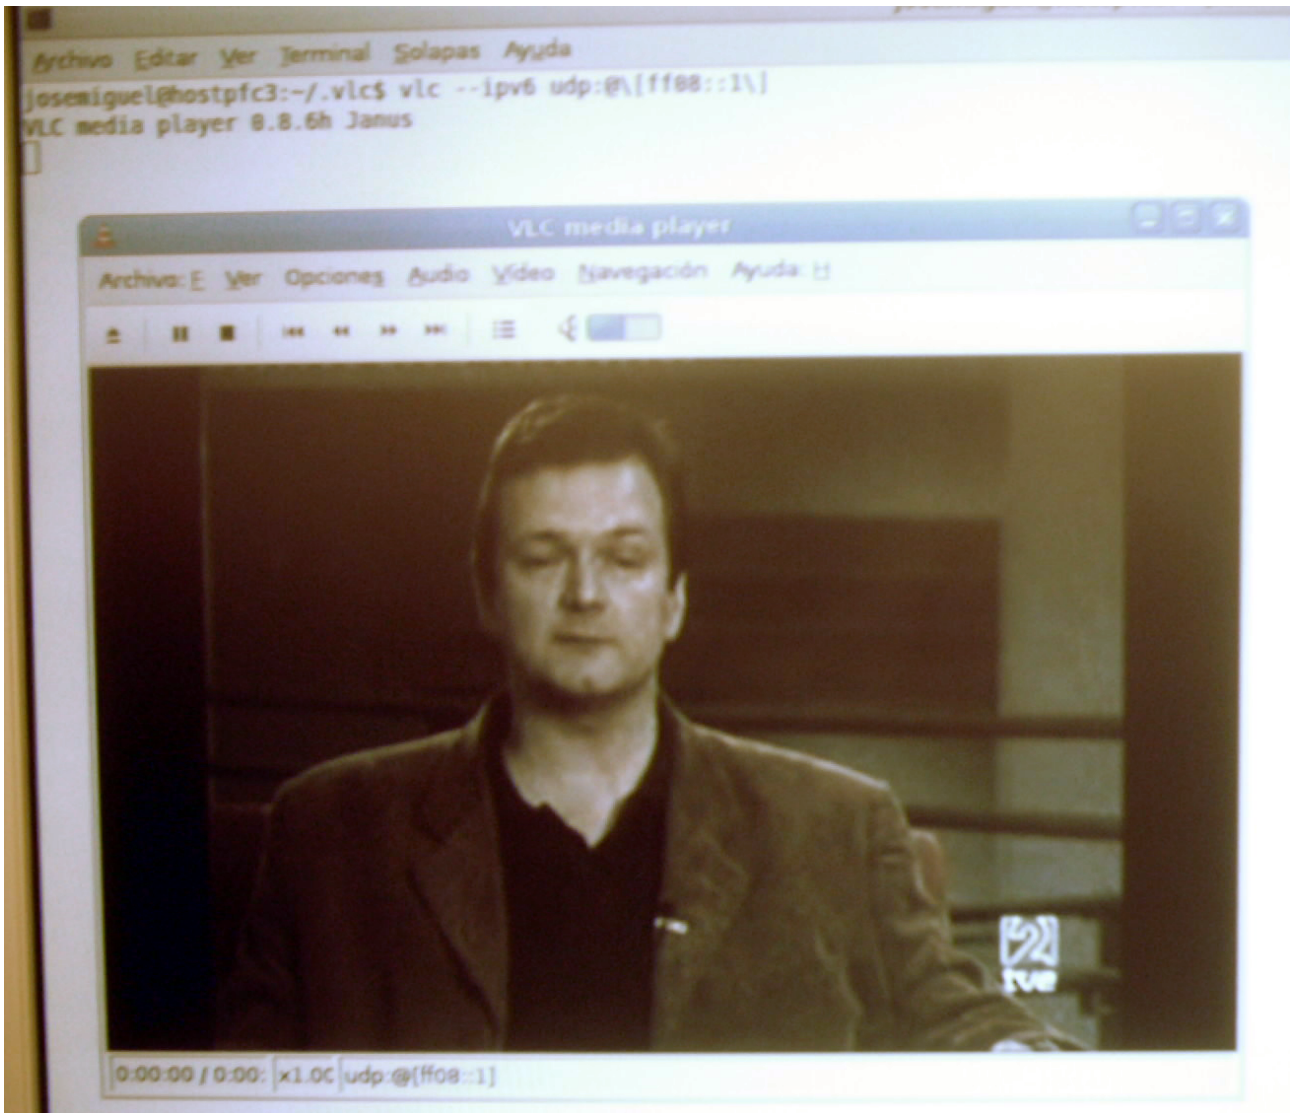 Archivo Editar Ver Terminal Solapas Ayuda
josemiguel@hostpfc3:~/.vlc$ vlc --ipv6 udp:@\[ff08::1\]
VLC media player 0.8.6h Janus
VLC media player
Archivo: E Ver Opciones Audio Vídeo Navegación Ayuda: H
2
tve
0:00:00 / 0:00: x1.0C udp:@[ff08::1]